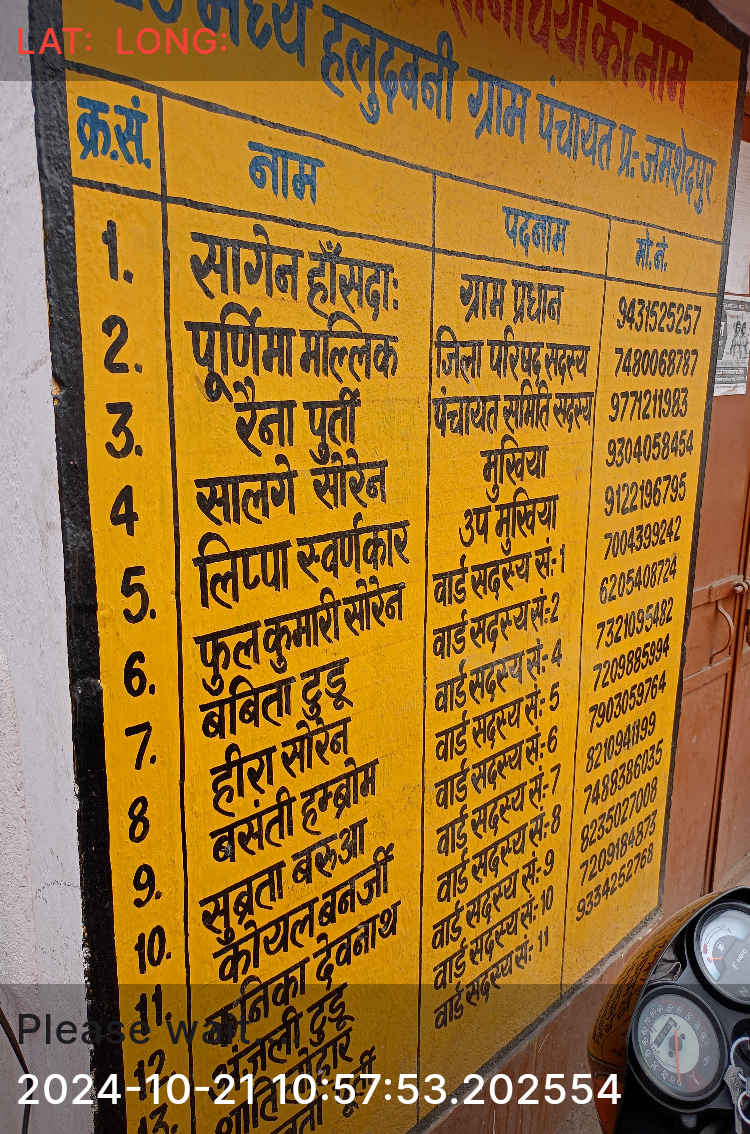 LAT: LONG:
का नाम
मध्य हलुदबनी ग्राम पंचायत प्र:- जमशेदपुर
क्र.सं. नाम पदनाम मो.नं.
1. सागेन हाँसदा: ग्राम प्रधान 9431525257
2. पूर्णिमा मल्लिक जिला परिषद् सदस्य 7480068787
3. रैना पुर्ती पंचायत समिति सदस्य 9771211983
4 सालगे सोरेन मुखिया 9304058454
5. लिप्पा स्वर्णकार उप मुखिया 9122196795
6. फुलकुमारी सोरेन वार्ड सदस्य सं:- 1 7004399242
7. बबिता टुडू वार्ड सदस्य सं:- 2 6205408724
8 हीरा सोरेन वार्ड सदस्य सं:- 4 7321095482
9. बसंती हेम्ब्रोम वार्ड सदस्य सं:- 5 7209885994
10. सुब्रता बरुआ वार्ड सदस्य सं:- 6 7903059764
11. कोयल बनर्जी वार्ड सदस्य सं:- 7 8210941199
12. कनिका देवनाथ वार्ड सदस्य सं:- 8 7488386035
13. अंजली टुडू वार्ड सदस्य सं:- 9 8235027008
शांति वार्ड सदस्य सं:- 10 7209184873
वार्ड सदस्य सं:- 11 9334252768
Please wait
2024-10-21 10:57:53.202554